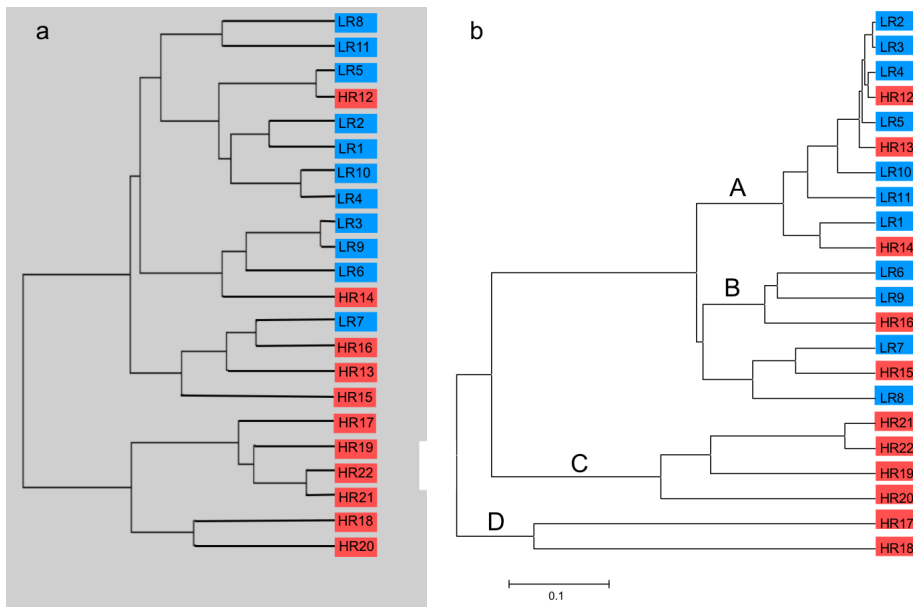 a
LR8
LR11
LR5
HR12
LR2
LR1
LR10
LR4
LR3
LR9
LR6
HR14
LR7
HR16
HR13
HR15
HR17
HR19
HR22
HR21
HR18
HR20
b
LR2
LR3
LR4
HR12
LR5
HR13
LR10
A
LR11
LR1
HR14
LR6
B
LR9
HR16
LR7
HR15
LR8
HR21
HR22
C
HR19
HR20
D
HR17
HR18
0.1